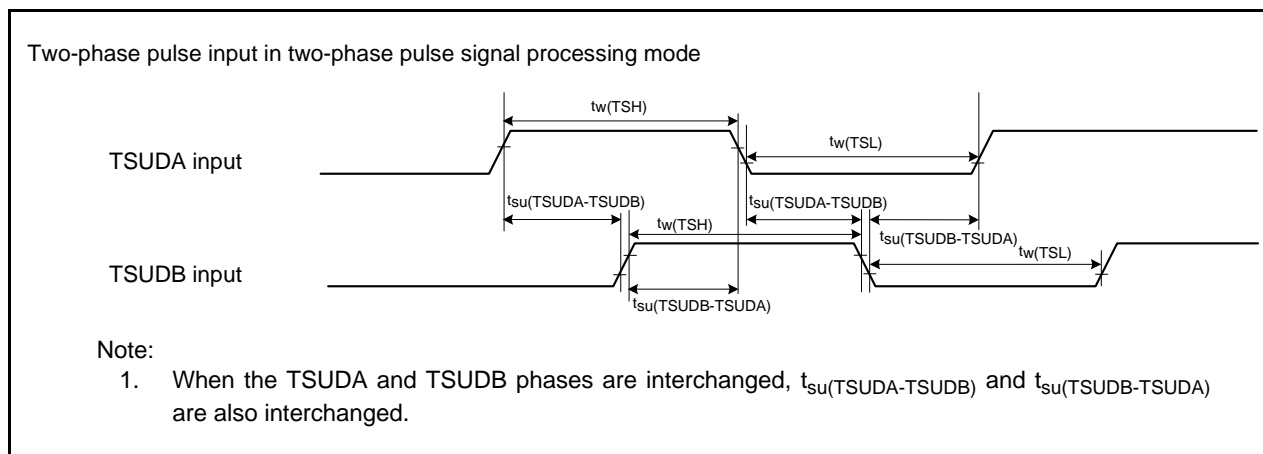 Two-phase pulse input in two-phase pulse signal processing mode
tw(TSH)
TSUDA input
tw(TSL)
tsu(TSUDA-TSUDB)
tsu(TSUDA-TSUDB)
tw(TSH)
tsu(TSUDB-TSUDA)
TSUDB input
tw(TSL)
tsu(TSUDB-TSUDA)
Note:
1. When the TSUDA and TSUDB phases are interchanged, tsu(TSUDA-TSUDB) and tsu(TSUDB-TSUDA)
are also interchanged.